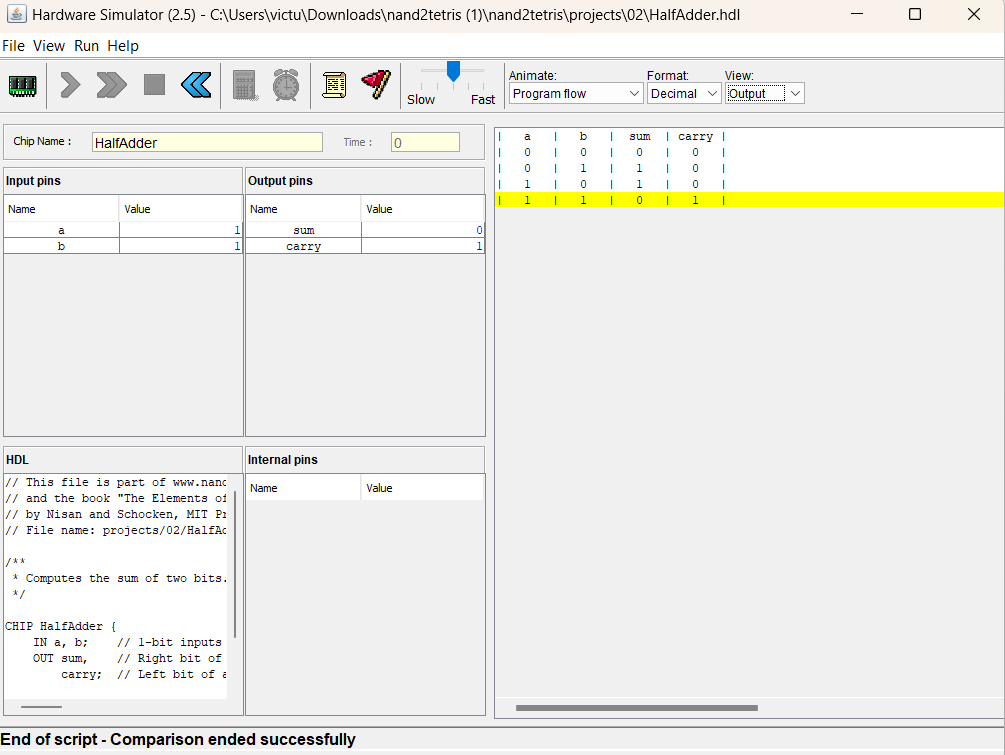 Hardware Simulator (2.5) - C:\Users\victu\Downloads\nand2tetris (1)\nand2tetris\projects\02\HalfAdder.hdl
File View Run Help
Slow Fast
Animate: Format: View:
Program flow Decimal Output
Chip Name : HalfAdder Time : 0
Input pins
Name Value
a 1
b 1
Output pins
Name Value
sum 0
carry 1
HDL
// This file is part of www.nand
// and the book "The Elements of
// by Nisan and Schocken, MIT Pr
// File name: projects/02/HalfAd
/**
* Computes the sum of two bits.
*/
CHIP HalfAdder {
IN a, b;    // 1-bit inputs
OUT sum,    // Right bit of
carry;  // Left bit of a
Internal pins
Name Value
| a | b | sum | carry |
| 0 | 0 | 0 | 0 |
| 0 | 1 | 1 | 0 |
| 1 | 0 | 1 | 0 |
| 1 | 1 | 0 | 1 |
End of script - Comparison ended successfully